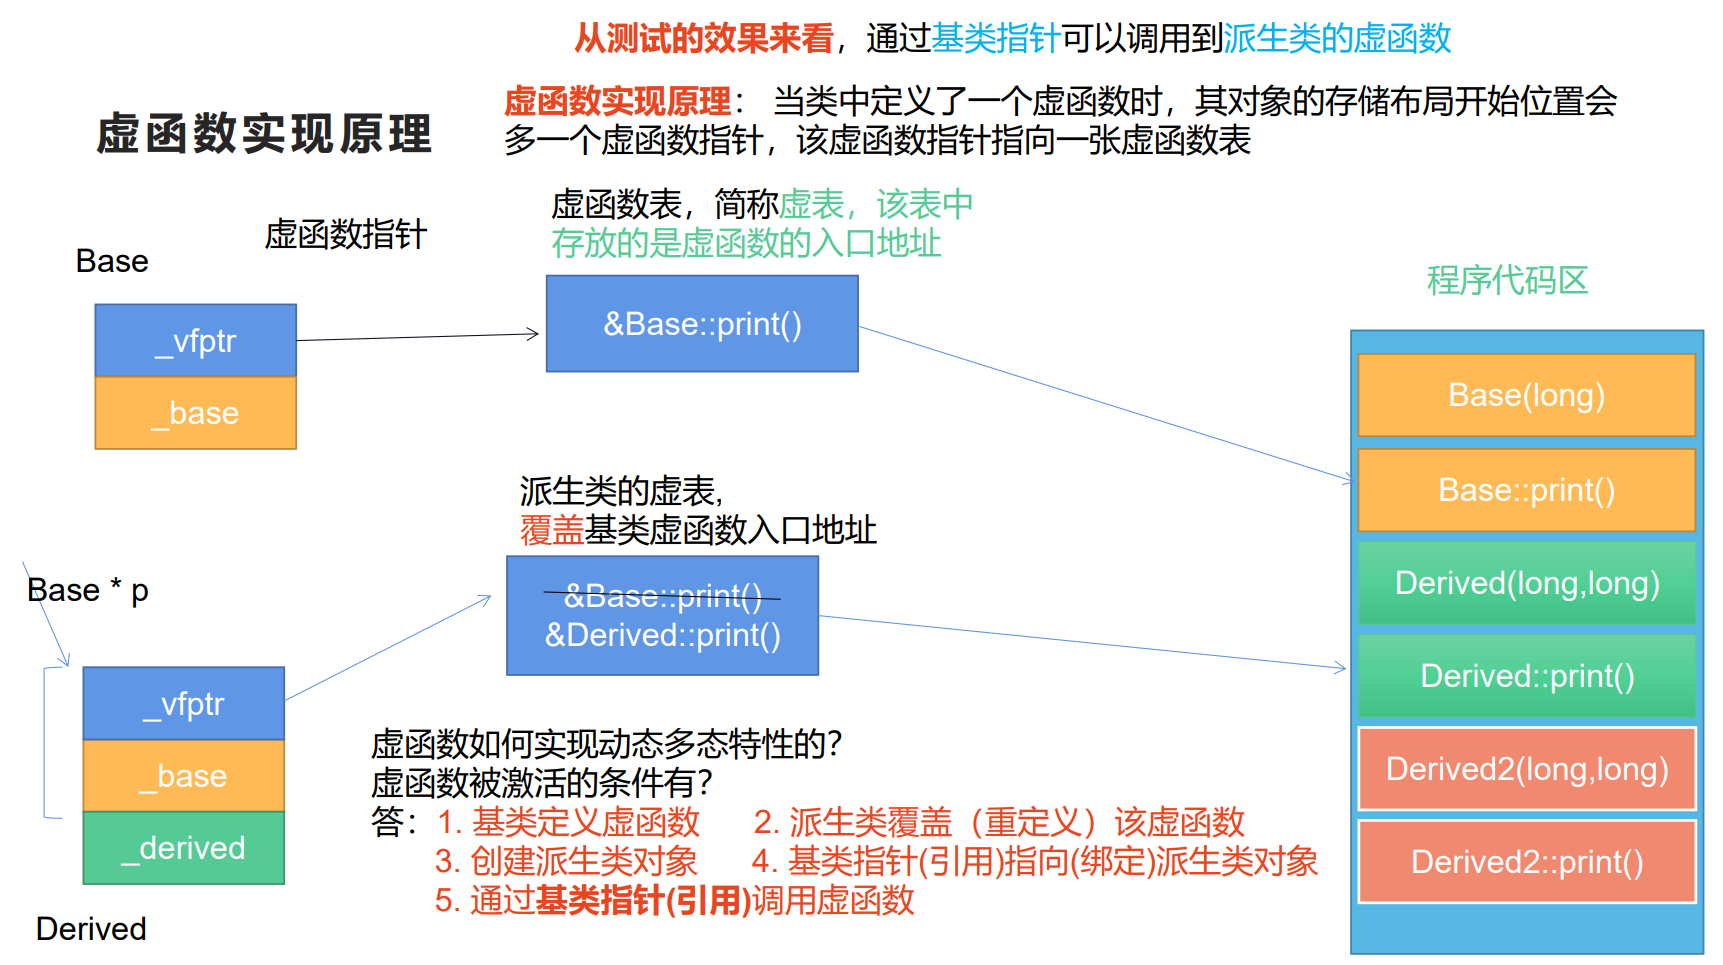 从测试的效果来看，通过基类指针可以调用到派生类的虚函数
虚函数实现原理
虚函数实现原理： 当类中定义了一个虚函数时，其对象的存储布局开始位置会
多一个虚函数指针，该虚函数指针指向一张虚函数表
虚函数指针
虚函数表，简称虚表，该表中
存放的是虚函数的入口地址
Base
_vfptr
_base
&Base::print()
程序代码区
Base(long)
Base::print()
Derived(long,long)
Derived::print()
Derived2(long,long)
Derived2::print()
派生类的虚表,
覆盖基类虚函数入口地址
&Base::print()
&Derived::print()
Base * p
_vfptr
_base
_derived
Derived
虚函数如何实现动态多态特性的？
虚函数被激活的条件有？
答：1. 基类定义虚函数 2. 派生类覆盖（重定义）该虚函数
3. 创建派生类对象 4. 基类指针(引用)指向(绑定)派生类对象
5. 通过基类指针(引用)调用虚函数